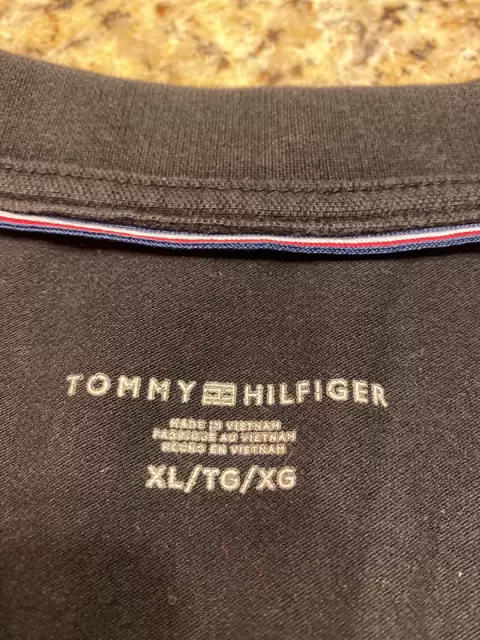 TOMMY HILFIGER
MADE IN VIETNAM
FABRIQUÉ AU VIETNAM
HECHO EN VIETNAM
XL/TG/XG